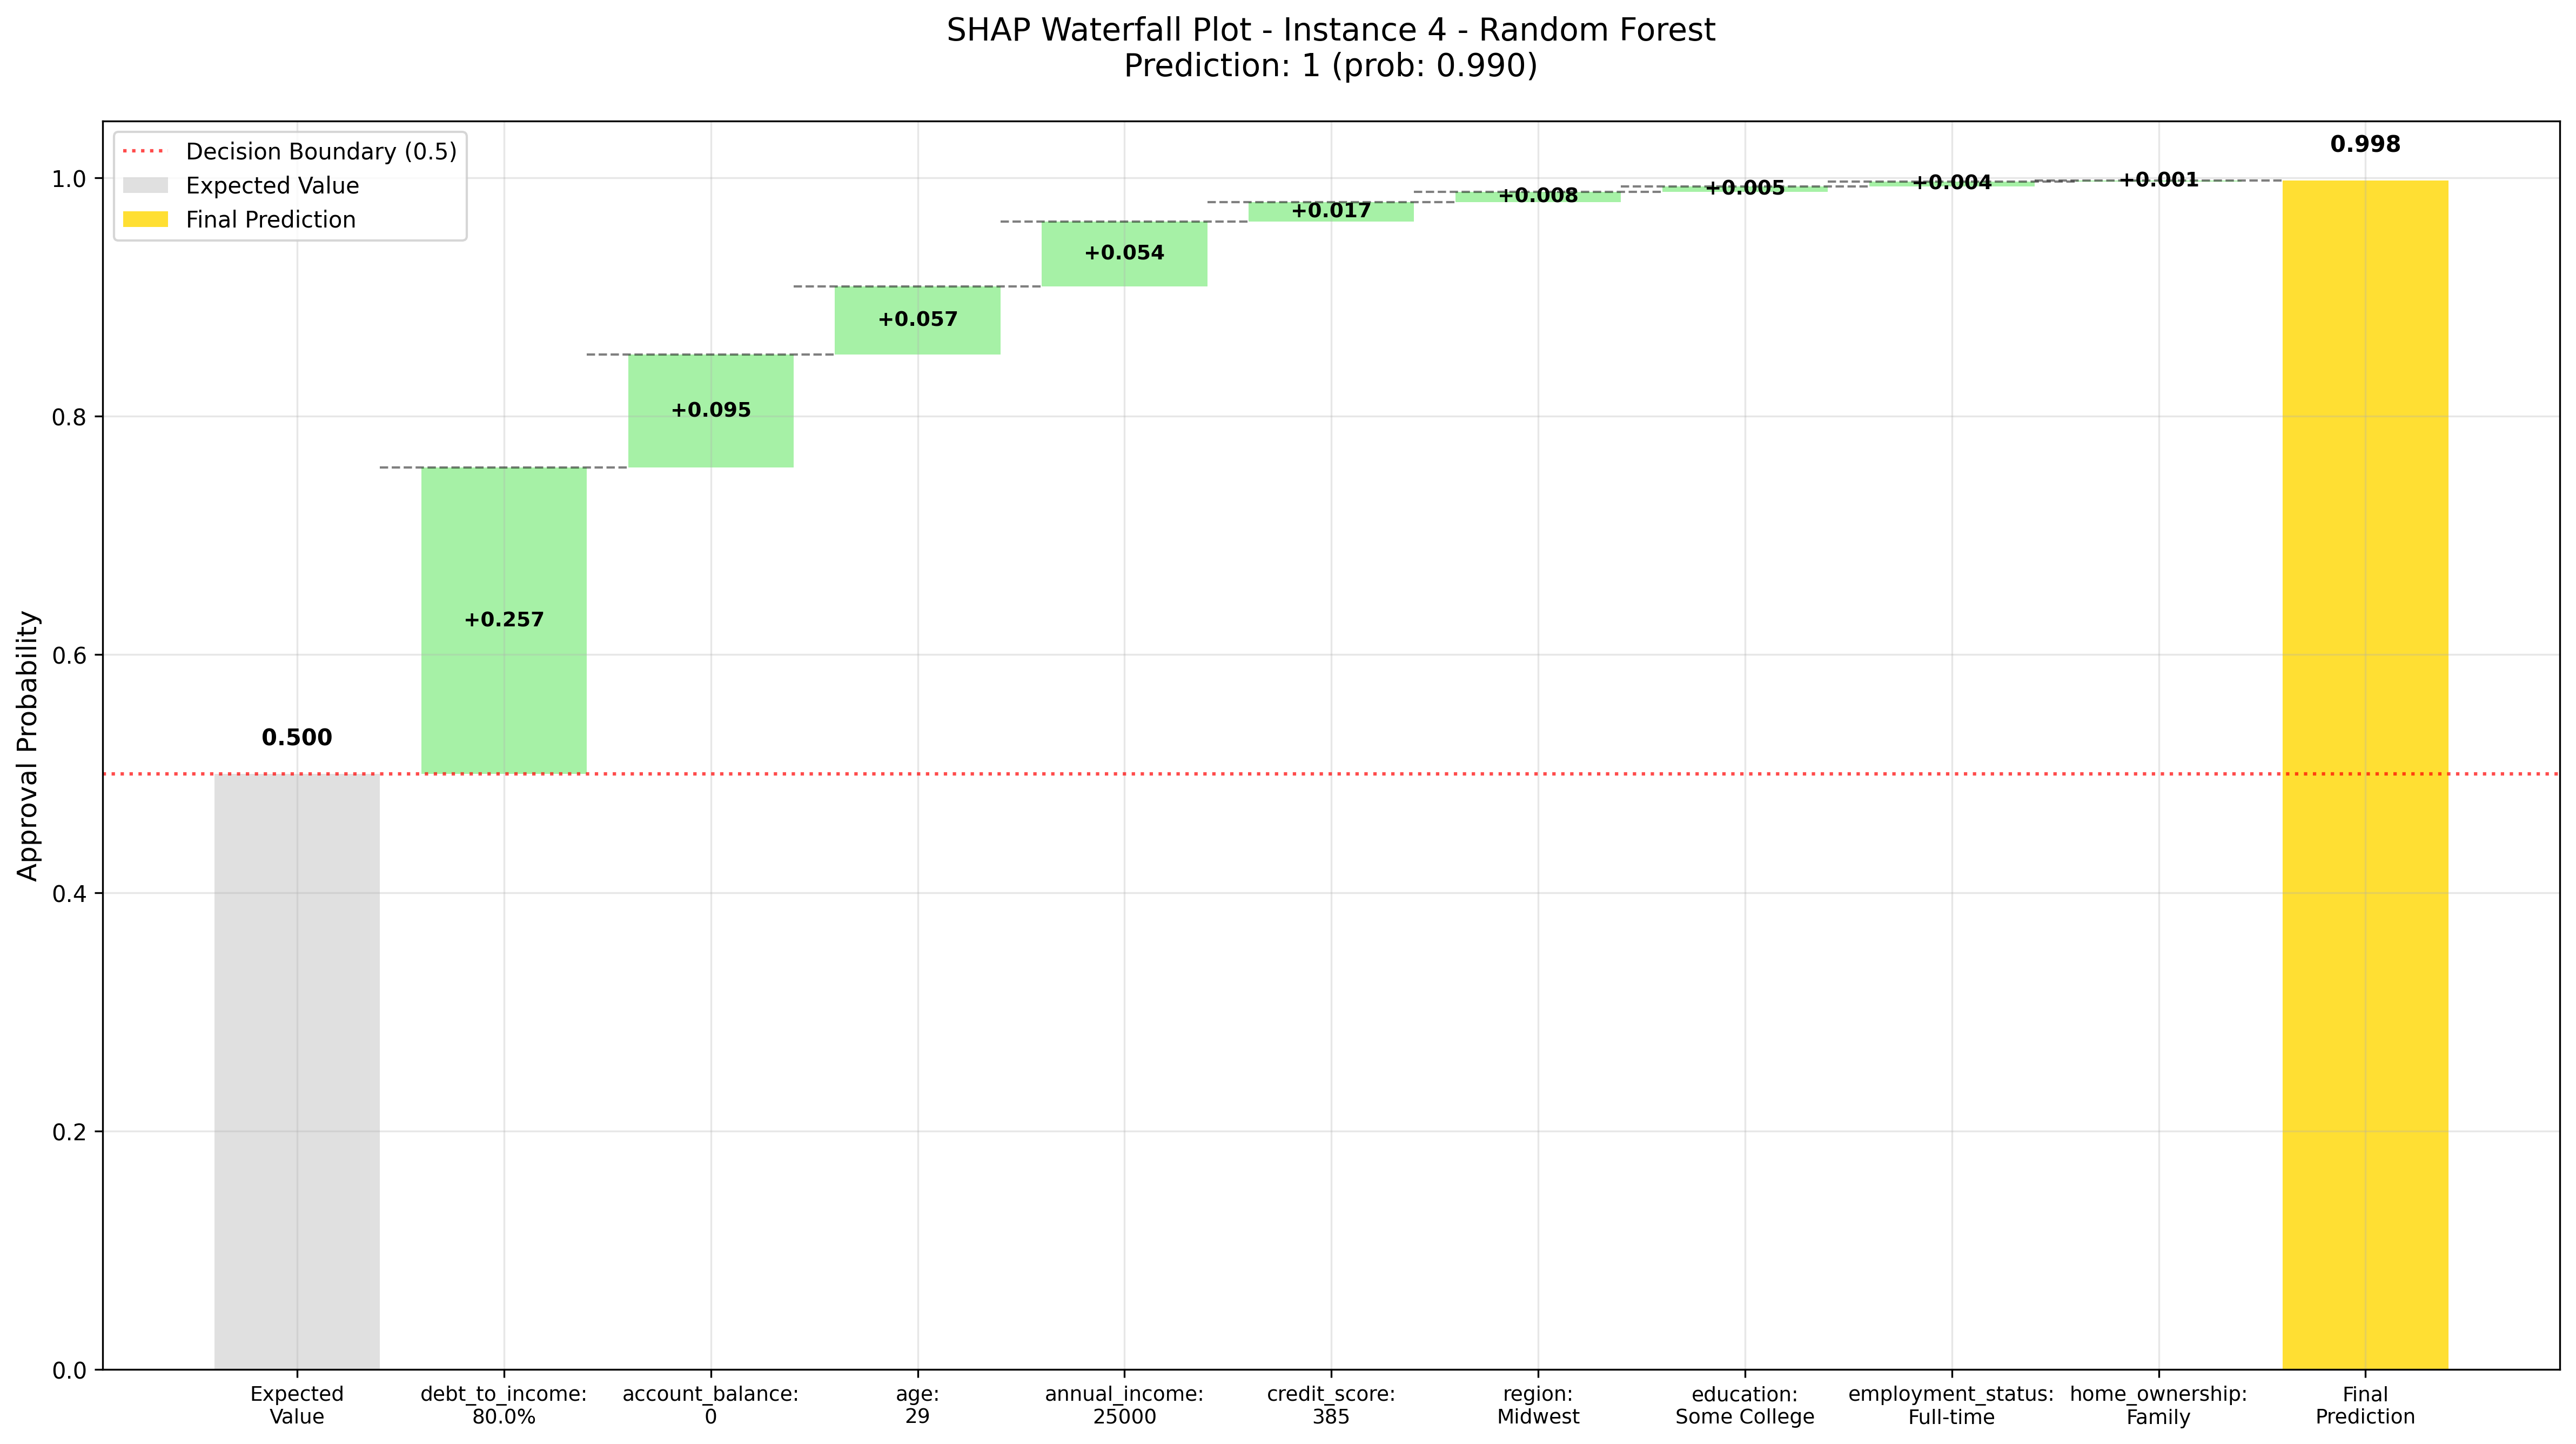 SHAP Waterfall Plot - Instance 4 - Random Forest
Prediction: 1 (prob: 0.990)
Decision Boundary (0.5)
Expected Value
Final Prediction
Approval Probability
1.0
0.8
0.6
0.4
0.2
0.0
0.500
+0.257
+0.095
+0.057
+0.054
+0.017
+0.008
+0.005
+0.004
+0.001
0.998
Expected
Value
debt_to_income:
80.0%
account_balance:
0
age:
29
annual_income:
25000
credit_score:
385
region:
Midwest
education:
Some College
employment_status:
Full-time
home_ownership:
Family
Final
Prediction